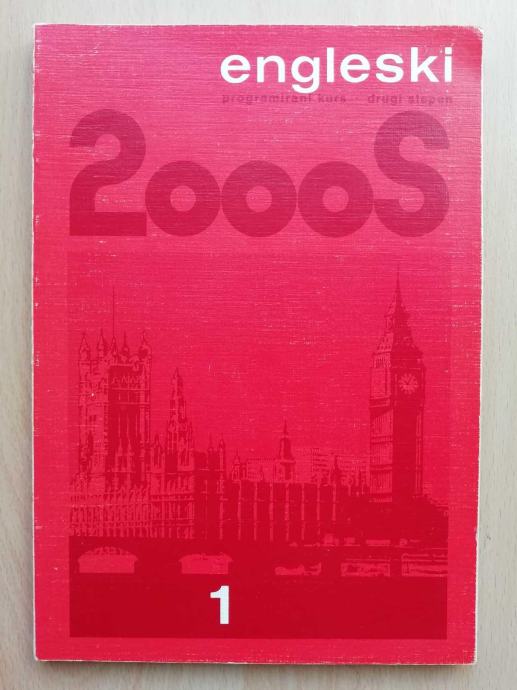 engleski
programirani kurs - drugi stepen
2000S
1